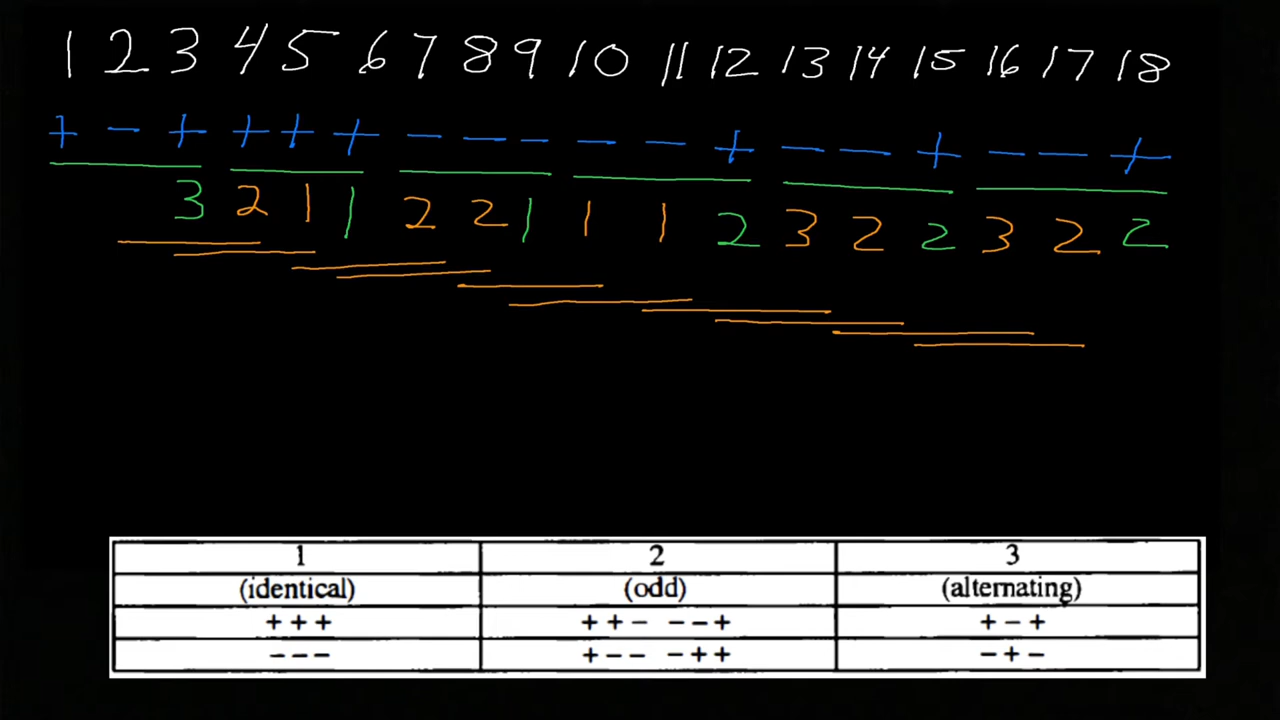 1 2 3 4 5 6 7 8 9 10 11 12 13 14 15 16 17 18
+ - + + + + - - - - - + - - + - - +
3 2 1 1 2 2 1 1 1 2 3 2 2 3 2 2
1 2 3
(identical) (odd) (alternating)
+ + + + + - - - + + - +
- - - + - - - + + - + -